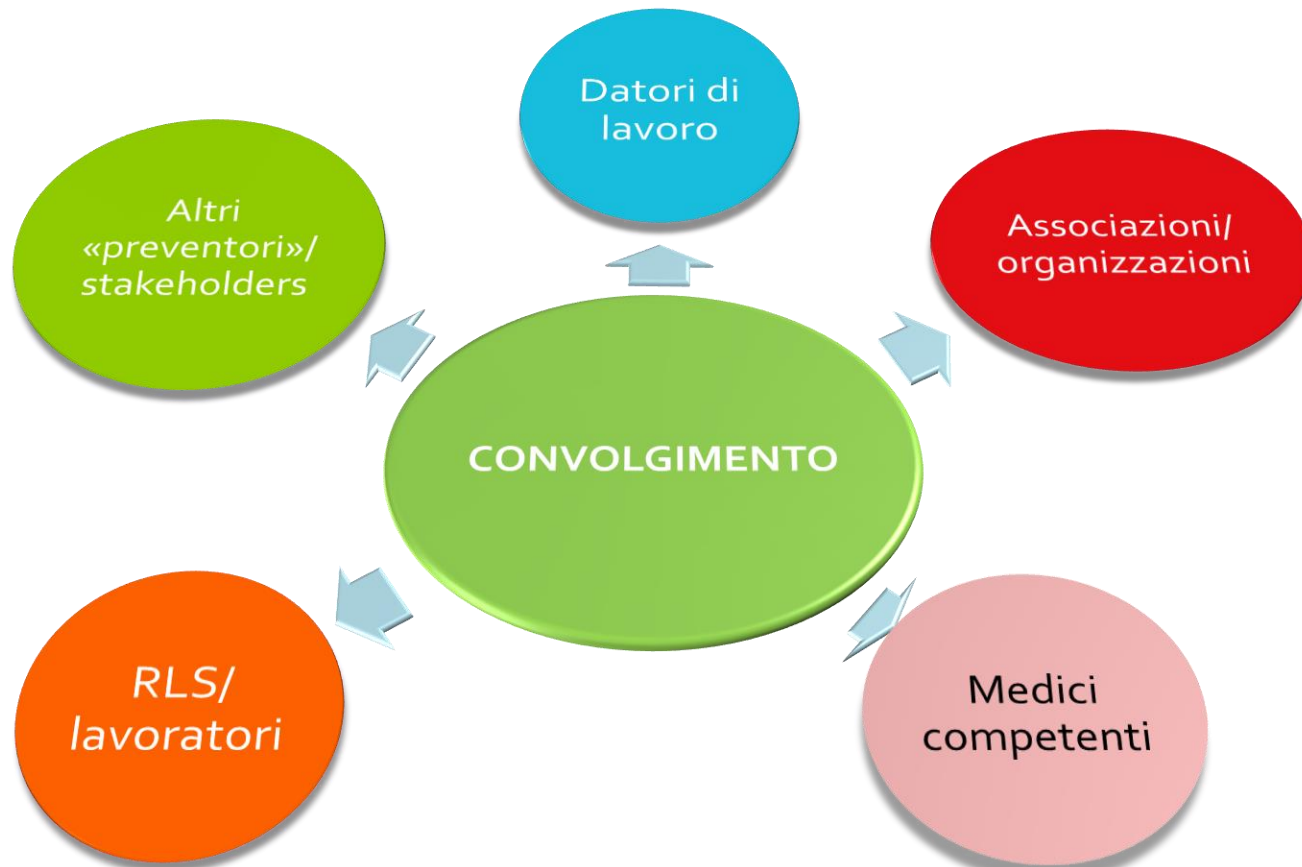 Datori di
lavoro
Altri
«preventori»/
stakeholders
Associazioni/
organizzazioni
CONVOLGIMENTO
RLS/
lavoratori
Medici
competenti